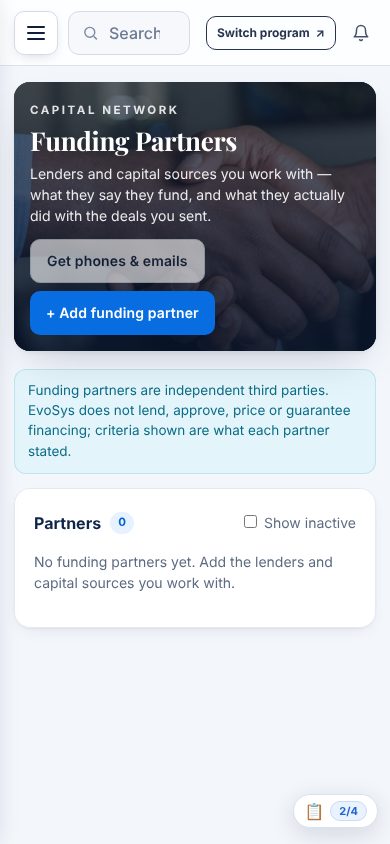 Search
Switch program ↗
CAPITAL NETWORK
Funding Partners
Lenders and capital sources you work with —
what they say they fund, and what they actually
did with the deals you sent.
Get phones & emails
+ Add funding partner
Funding partners are independent third parties.
EvoSys does not lend, approve, price or guarantee
financing; criteria shown are what each partner
stated.
Partners 0
Show inactive
No funding partners yet. Add the lenders and
capital sources you work with.
2/4